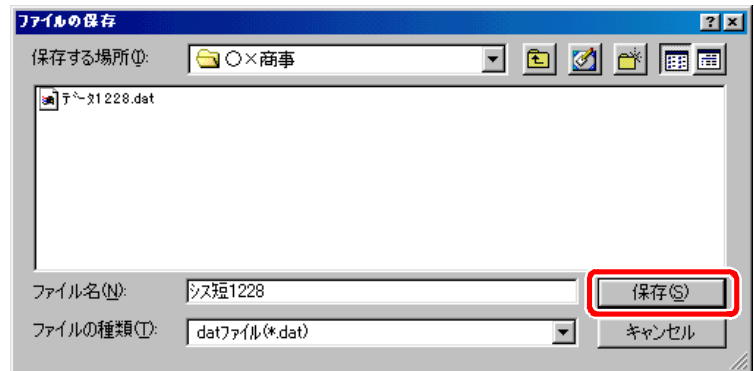 ファイルの保存
保存する場所(I): 〇×商事
データ1228.dat
ファイル名(N): シス短1228 保存(S)
ファイルの種類(T): datファイル(*.dat) キャンセル